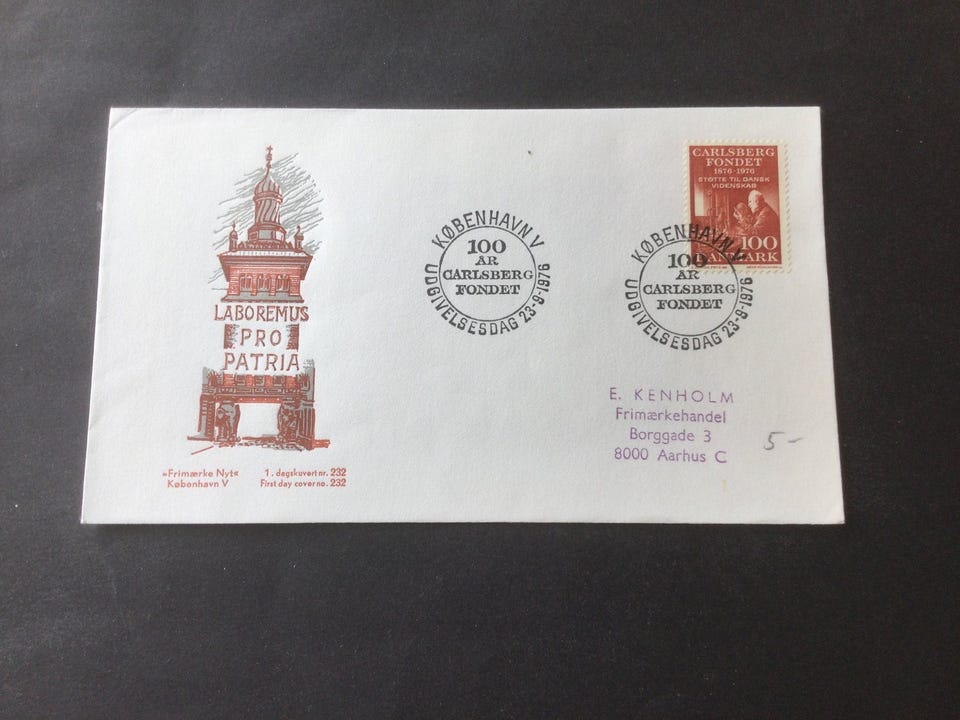 LABOREMUS
PRO
PATRIA
»Frimærke Nyt«
København V
1. dagskuvert nr. 232
First day cover no. 232
KØBENHAVN V
100
ÅR
CARLSBERG
FONDET
UDGIVELSESDAG 23-9-1976
CARLSBERG
FONDET
1876-1976
STØTTE TIL DANSK
VIDENSKAB
100
DANMARK
KØBENHAVN V
100
ÅR
CARLSBERG
FONDET
UDGIVELSESDAG 23-9-1976
E. KENHOLM
Frimærkehandel
Borggade 3
8000 Aarhus C
5-